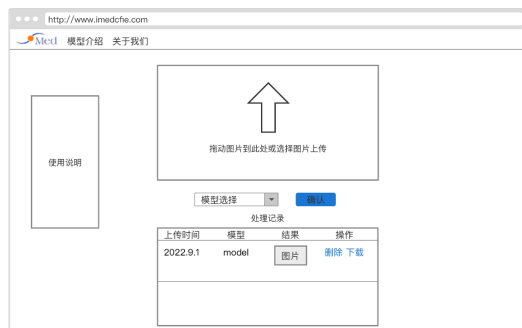 http://www.imedcfie.com
Med 模型介绍 关于我们
拖动图片到此处或选择图片上传
使用说明
模型选择 确认
处理记录
上传时间 模型 结果 操作
2022.9.1 model 图片 删除 下载